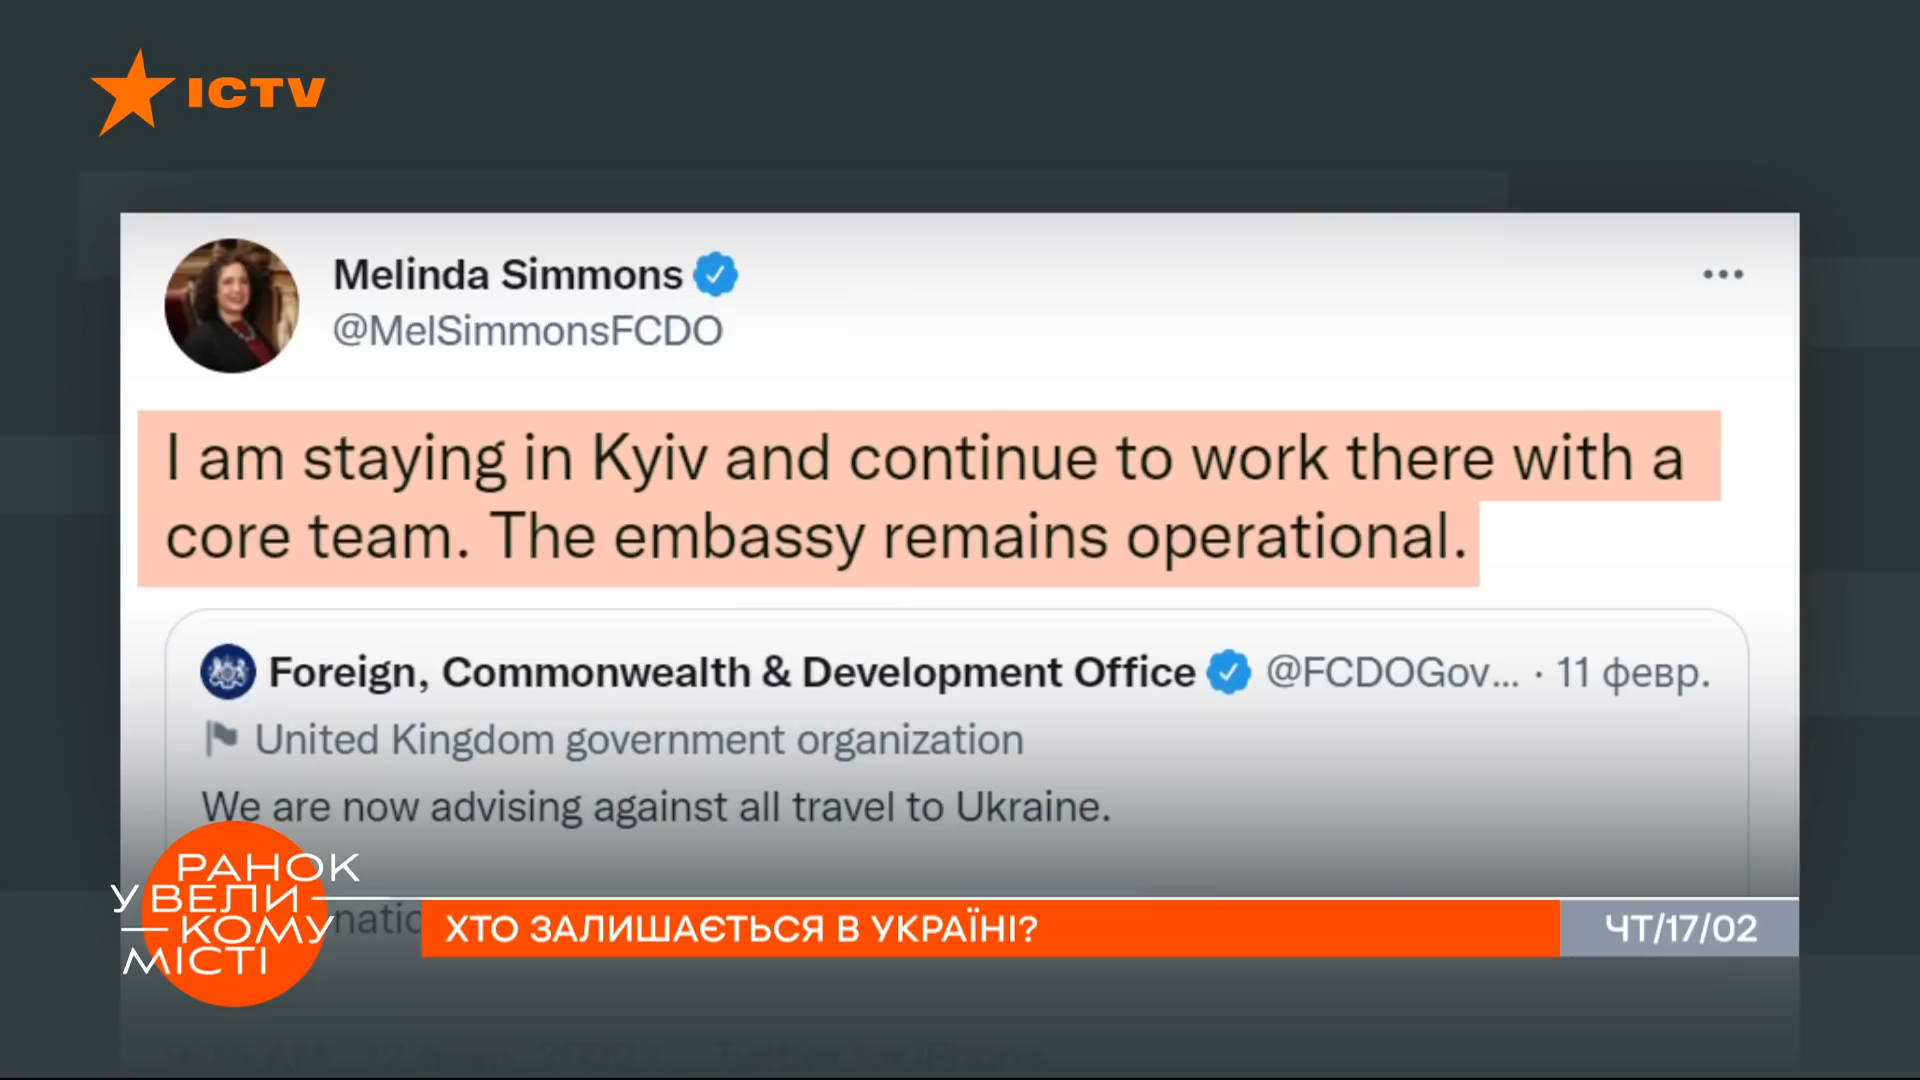 ICTV
Melinda Simmons
@MelSimmonsFCDO
I am staying in Kyiv and continue to work there with a
core team. The embassy remains operational.
Foreign, Commonwealth & Development Office @FCDOGov... · 11 февр.
United Kingdom government organization
We are now advising against all travel to Ukraine.
РАНОК
У ВЕЛИ
КОМУ
МІСТІ
ХТО ЗАЛИШАЄТЬСЯ В УКРАЇНІ?
ЧТ/17/02